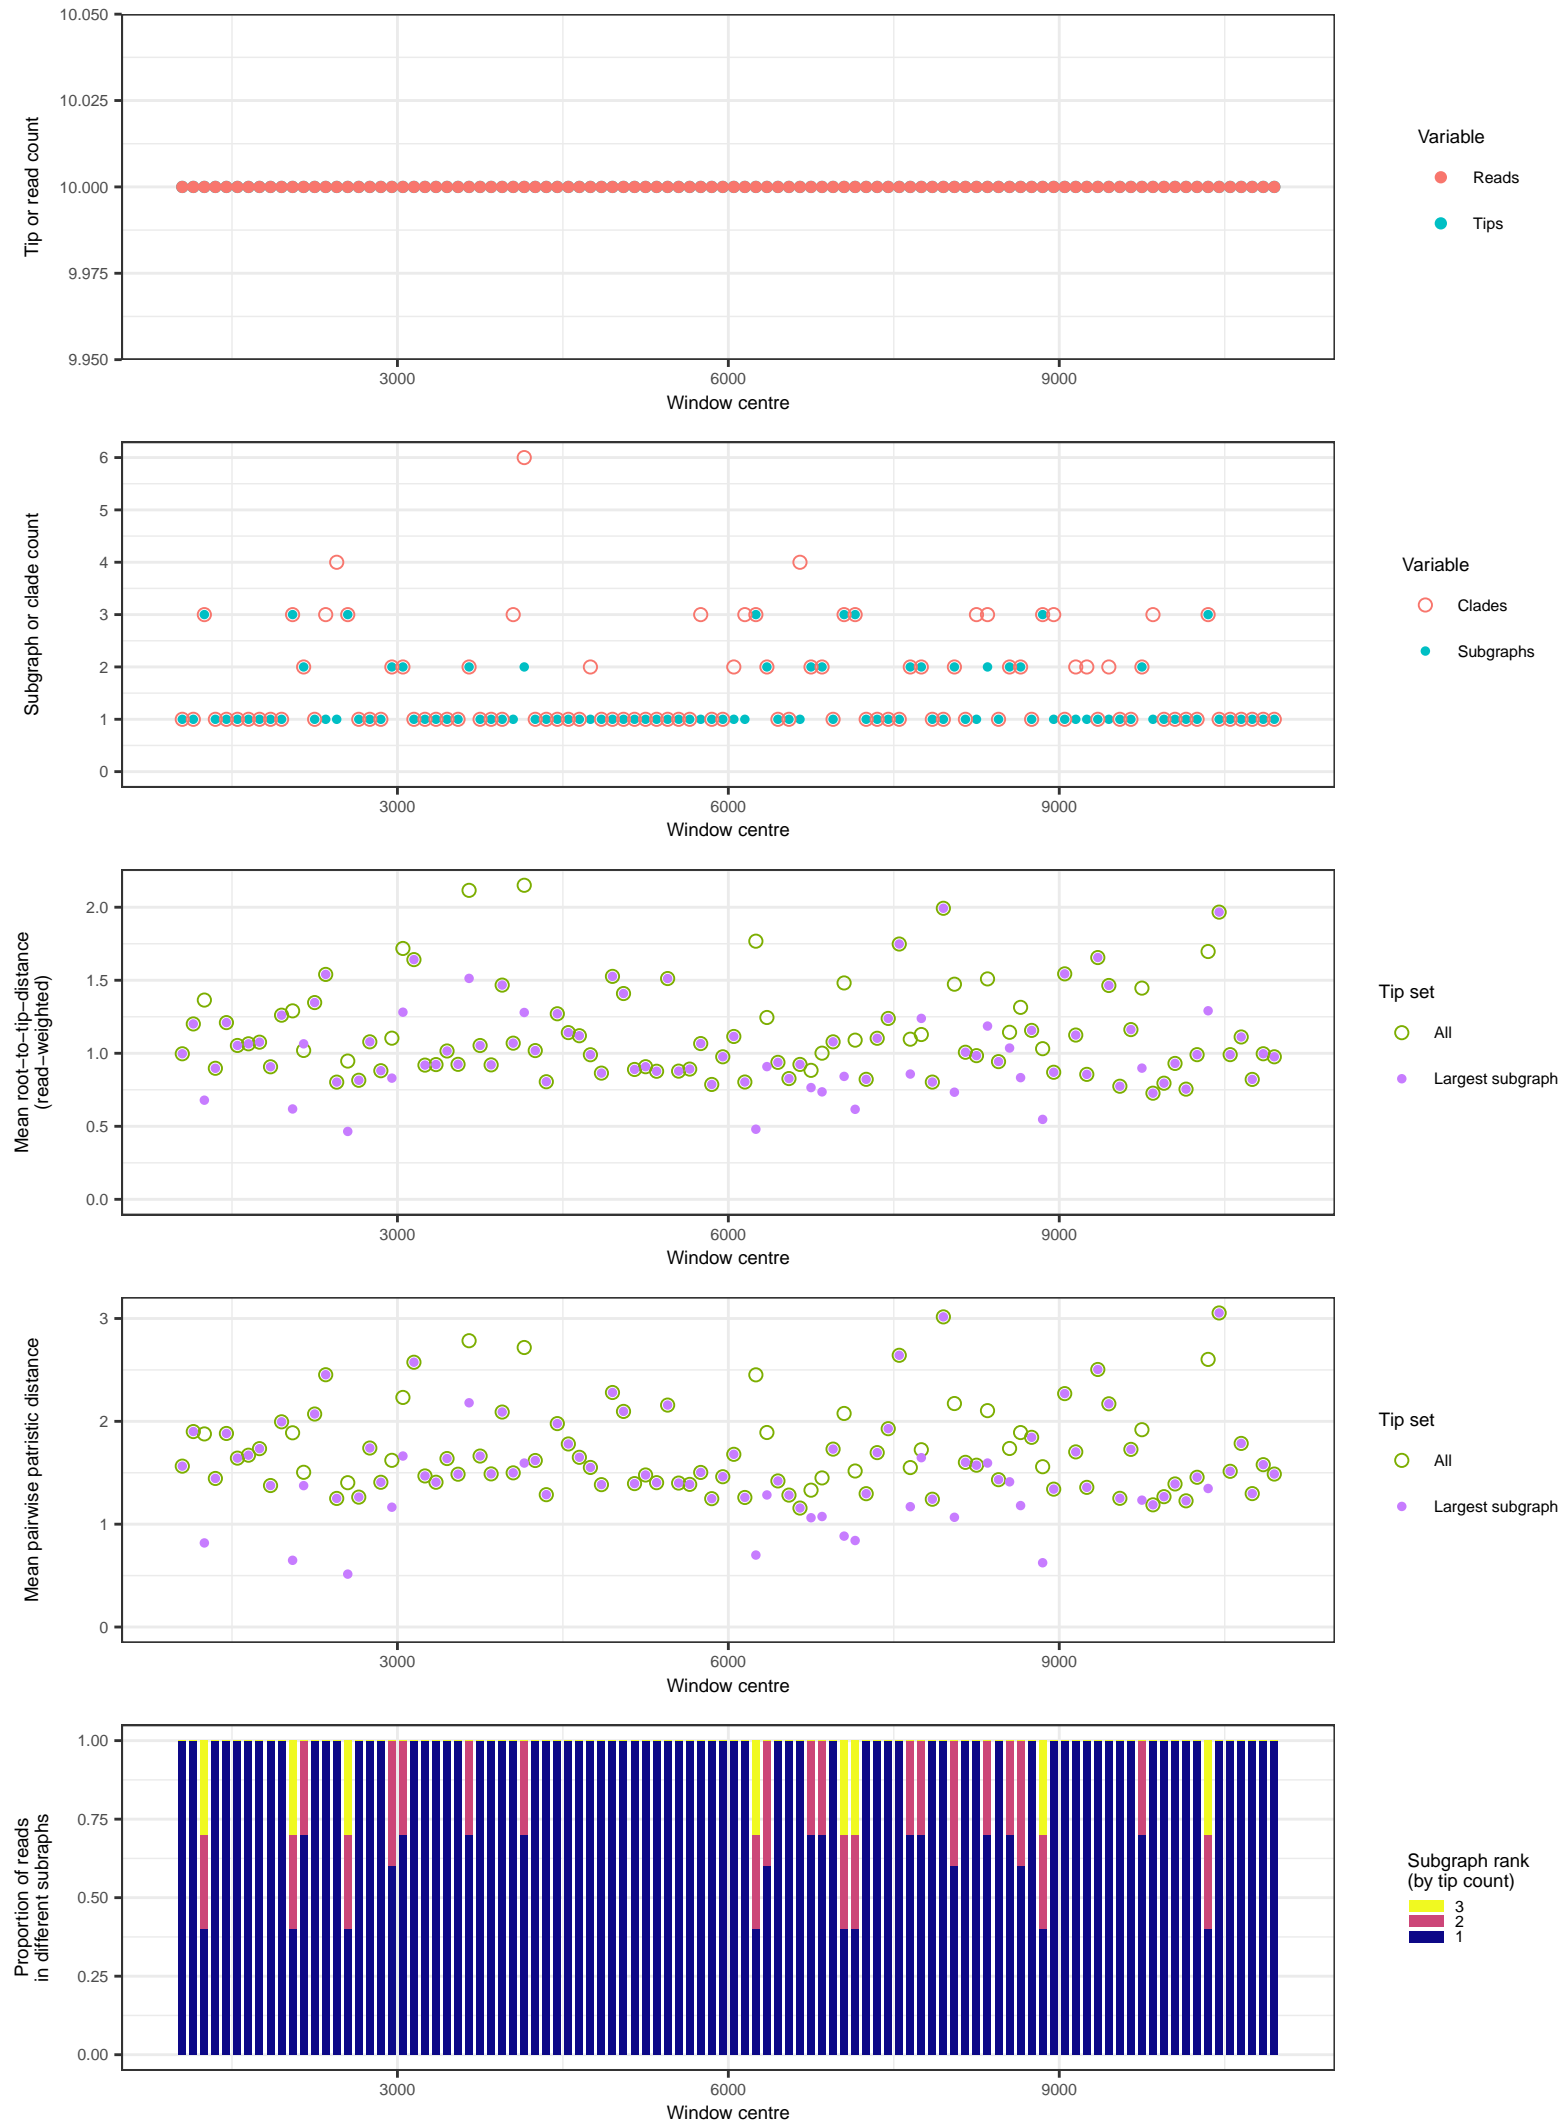 10.050
10.025
10.000
9.975
9.950
Tip or read count
3000 6000 9000
Window centre
Variable
Reads
Tips
6
5
4
3
2
1
0
Subgraph or clade count
3000 6000 9000
Window centre
Variable
Clades
Subgraphs
2.0
1.5
1.0
0.5
0.0
Mean root−to−tip−distance
(read−weighted)
3000 6000 9000
Window centre
Tip set
All
Largest subgraph
3
2
1
0
Mean pairwise patristic distance
3000 6000 9000
Window centre
Tip set
All
Largest subgraph
1.00
0.75
0.50
0.25
0.00
Proportion of reads
in different subraphs
3000 6000 9000
Window centre
Subgraph rank
(by tip count)
3
2
1